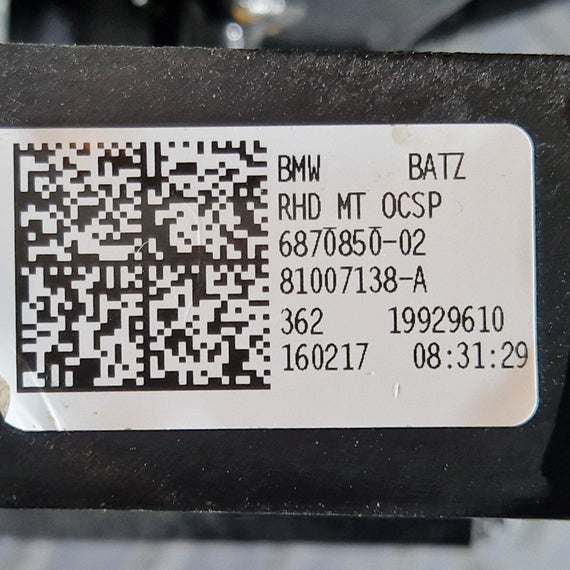 BMW BATZ
RHD MT OCSP
6870850-02
81007138-A
362 19929610
160217 08:31:29